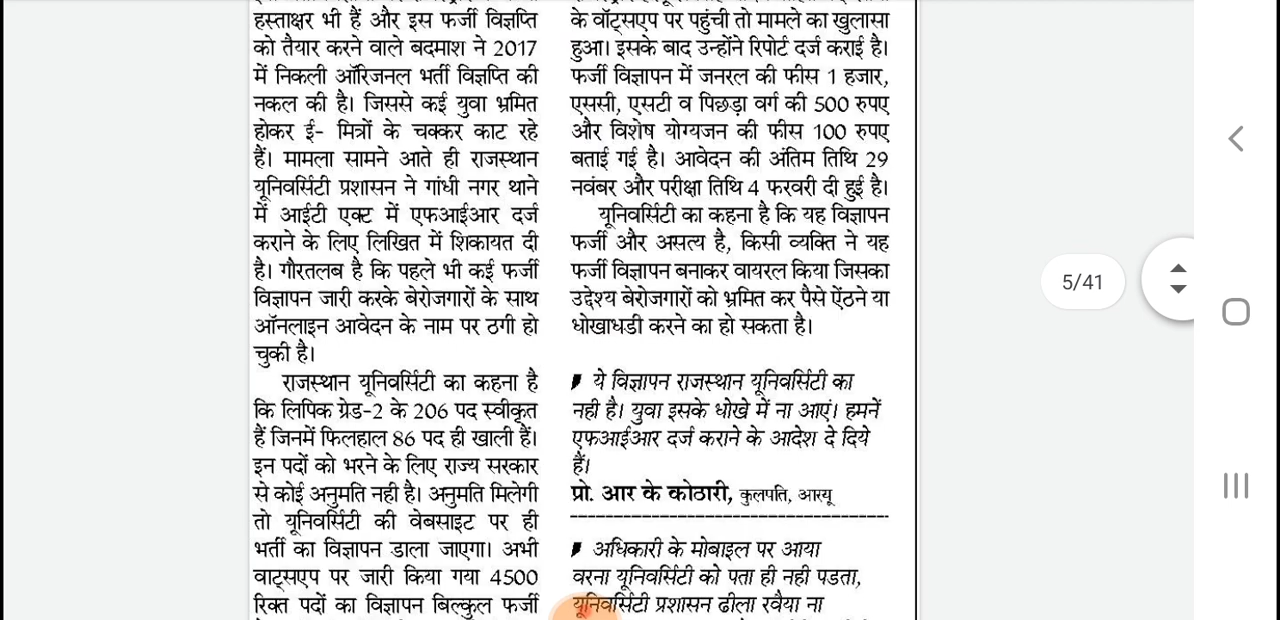 हस्ताक्षर भी हैं और इस फर्जी विज्ञप्ति
को तैयार करने वाले बदमाश ने 2017
में निकली ऑरिजनल भर्ती विज्ञप्ति की
नकल की है। जिससे कई युवा भ्रमित
होकर ई- मित्रों के चक्कर काट रहे
हैं। मामला सामने आते ही राजस्थान
यूनिवर्सिटी प्रशासन ने गांधी नगर थाने
में आईटी एक्ट में एफआईआर दर्ज
कराने के लिए लिखित में शिकायत दी
है। गौरतलब है कि पहले भी कई फर्जी
विज्ञापन जारी करके बेरोजगारों के साथ
ऑनलाइन आवेदन के नाम पर ठगी हो
चुकी है।
राजस्थान यूनिवर्सिटी का कहना है
कि लिपिक ग्रेड-2 के 206 पद स्वीकृत
हैं जिनमें फिलहाल 86 पद ही खाली हैं।
इन पदों को भरने के लिए राज्य सरकार
से कोई अनुमति नही है। अनुमति मिलेगी
तो यूनिवर्सिटी की वेबसाइट पर ही
भर्ती का विज्ञापन डाला जाएगा। अभी
वाट्सएप पर जारी किया गया 4500
रिक्त पदों का विज्ञापन बिल्कुल फर्जी
के वॉट्सएप पर पहुंची तो मामले का खुलासा
हुआ। इसके बाद उन्होंने रिपोर्ट दर्ज कराई है।
फर्जी विज्ञापन में जनरल की फीस 1 हजार,
एससी, एसटी व पिछड़ा वर्ग की 500 रुपए
और विशेष योग्यजन की फीस 100 रुपए
बताई गई है। आवेदन की अंतिम तिथि 29
नवंबर और परीक्षा तिथि 4 फरवरी दी हुई है।
यूनिवर्सिटी का कहना है कि यह विज्ञापन
फर्जी और असत्य है, किसी व्यक्ति ने यह
फर्जी विज्ञापन बनाकर वायरल किया जिसका
उद्देश्य बेरोजगारों को भ्रमित कर पैसे ऐंठने या
धोखाधडी करने का हो सकता है।
ये विज्ञापन राजस्थान यूनिवर्सिटी का
नही है। युवा इसके धोखे में ना आएं। हमनें
एफआईआर दर्ज कराने के आदेश दे दिये
हैं।
प्रो. आर के कोठारी, कुलपति, आरयू
अधिकारी के मोबाइल पर आया
वरना यूनिवर्सिटी को पता ही नही पडता,
यूनिवर्सिटी प्रशासन ढीला रवैया ना
5/41